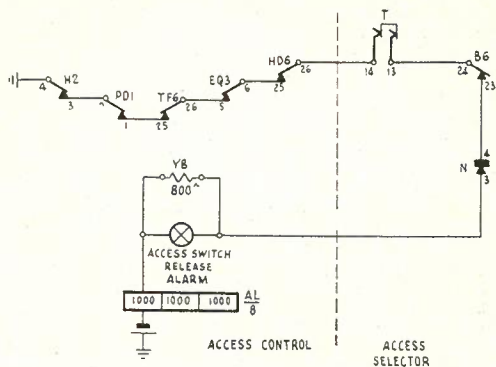 T
H2
PD1
TF6
EQ3
HD6
B6
4
3
1
25
26
5
6
25
26
14
13
24
23
4
N
3
YB
800
ACCESS SWITCH
RELEASE
ALARM
1000 1000 1000
AL
8
ACCESS CONTROL
ACCESS
SELECTOR